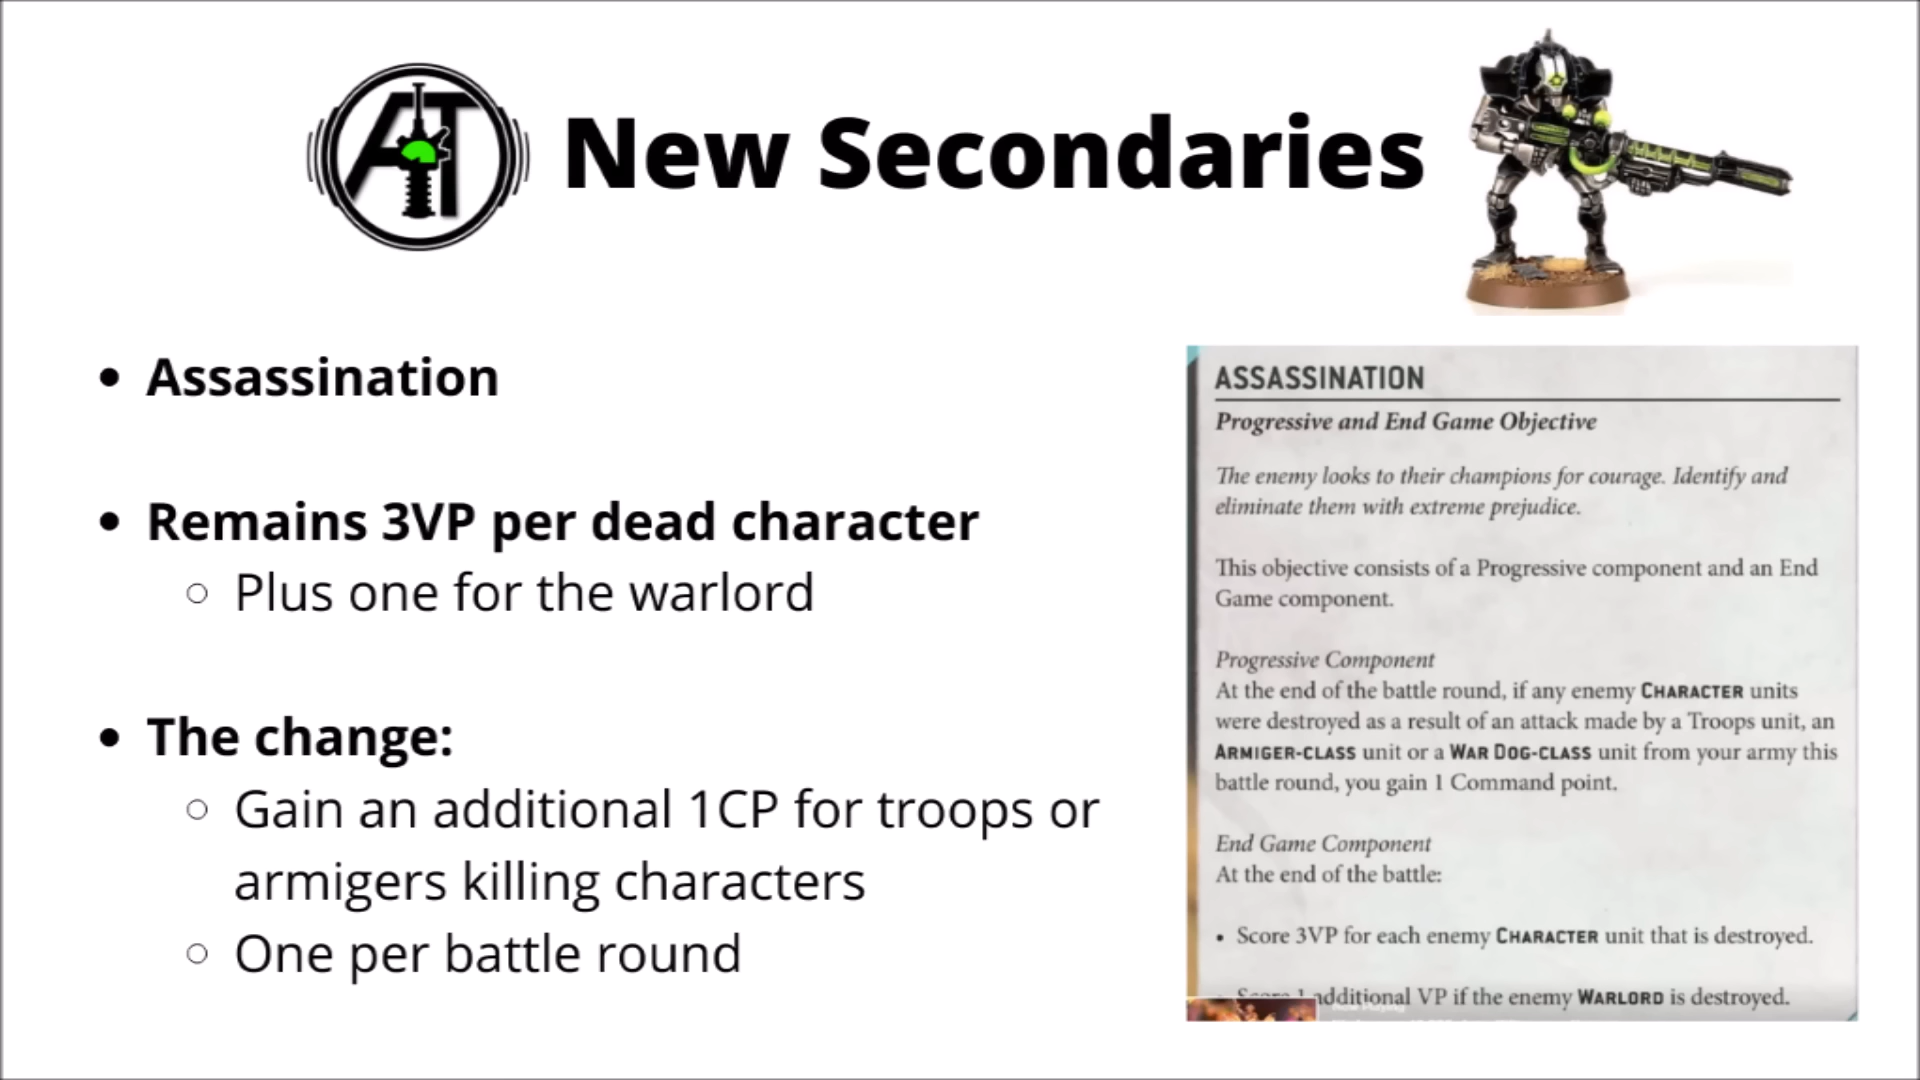 AT
New Secondaries
• Assassination
• Remains 3VP per dead character
○ Plus one for the warlord
• The change:
○ Gain an additional 1CP for troops or
armigers killing characters
○ One per battle round
ASSASSINATION
Progressive and End Game Objective
The enemy looks to their champions for courage. Identify and
eliminate them with extreme prejudice.
This objective consists of a Progressive component and an End
Game component.
Progressive Component
At the end of the battle round, if any enemy CHARACTER units
were destroyed as a result of an attack made by a Troops unit, an
ARMIGER-CLASS unit or a WAR DOG-CLASS unit from your army this
battle round, you gain 1 Command point.
End Game Component
At the end of the battle:
• Score 3VP for each enemy CHARACTER unit that is destroyed.
• Score 1 additional VP if the enemy WARLORD is destroyed.